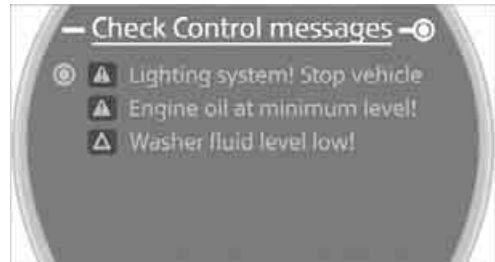 Check Control messages
Lighting system! Stop vehicle
Engine oil at minimum level!
Washer fluid level low!